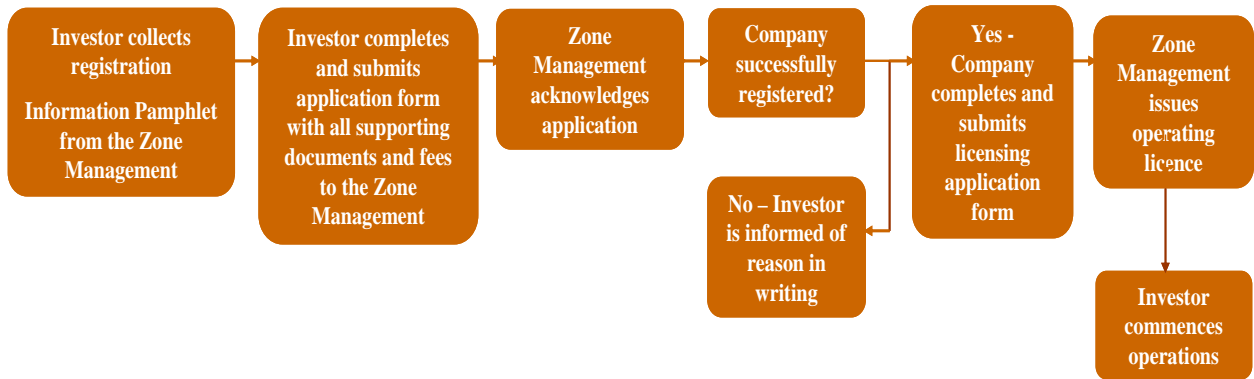 Investor collects
registration
Information Pamphlet
from the Zone
Management
Investor completes
and submits
application form
with all supporting
documents and fees
to the Zone
Management
Zone
Management
acknowledges
application
Company
successfully
registered?
No – Investor
is informed of
reason in
writing
Yes -
Company
completes and
submits
licensing
application
form
Zone
Management
issues
operating
licence
Investor
commences
operations